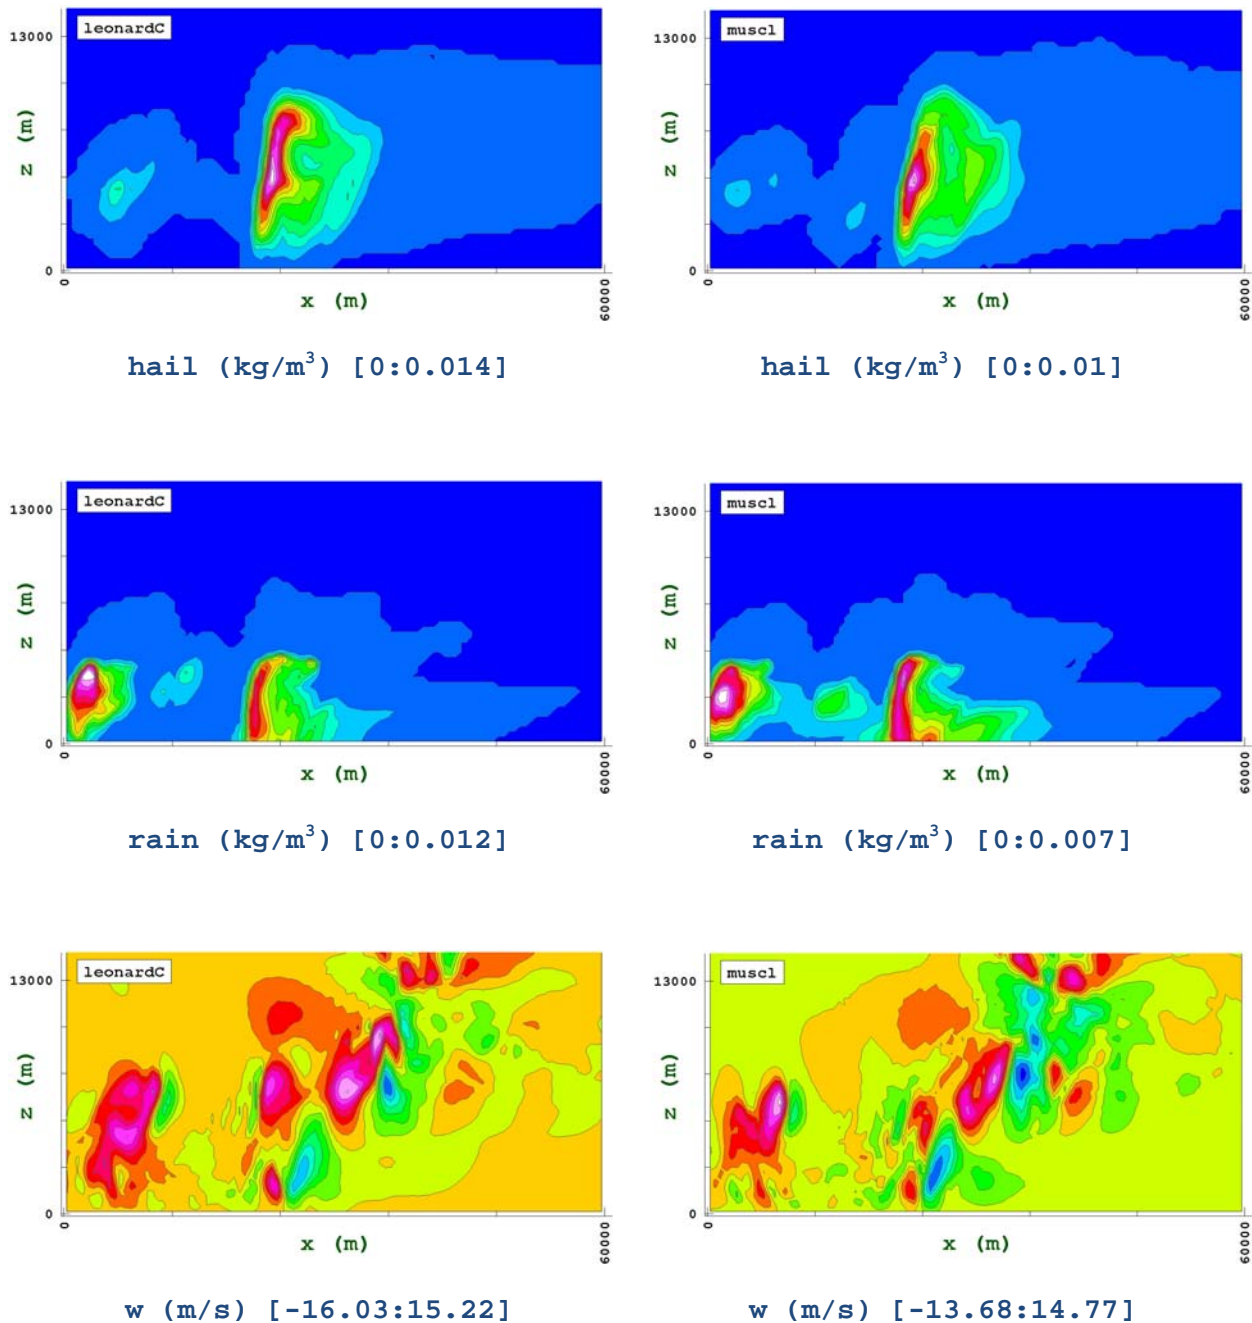 leonardC
13000
z (m)
0
0
60000
x (m)
hail (kg/m³) [0:0.014]
muscl
13000
z (m)
0
0
60000
x (m)
hail (kg/m³) [0:0.01]
leonardC
13000
z (m)
0
0
60000
x (m)
rain (kg/m³) [0:0.012]
muscl
13000
z (m)
0
0
60000
x (m)
rain (kg/m³) [0:0.007]
leonardC
13000
z (m)
0
0
60000
x (m)
w (m/s) [-16.03:15.22]
muscl
13000
z (m)
0
0
60000
x (m)
w (m/s) [-13.68:14.77]